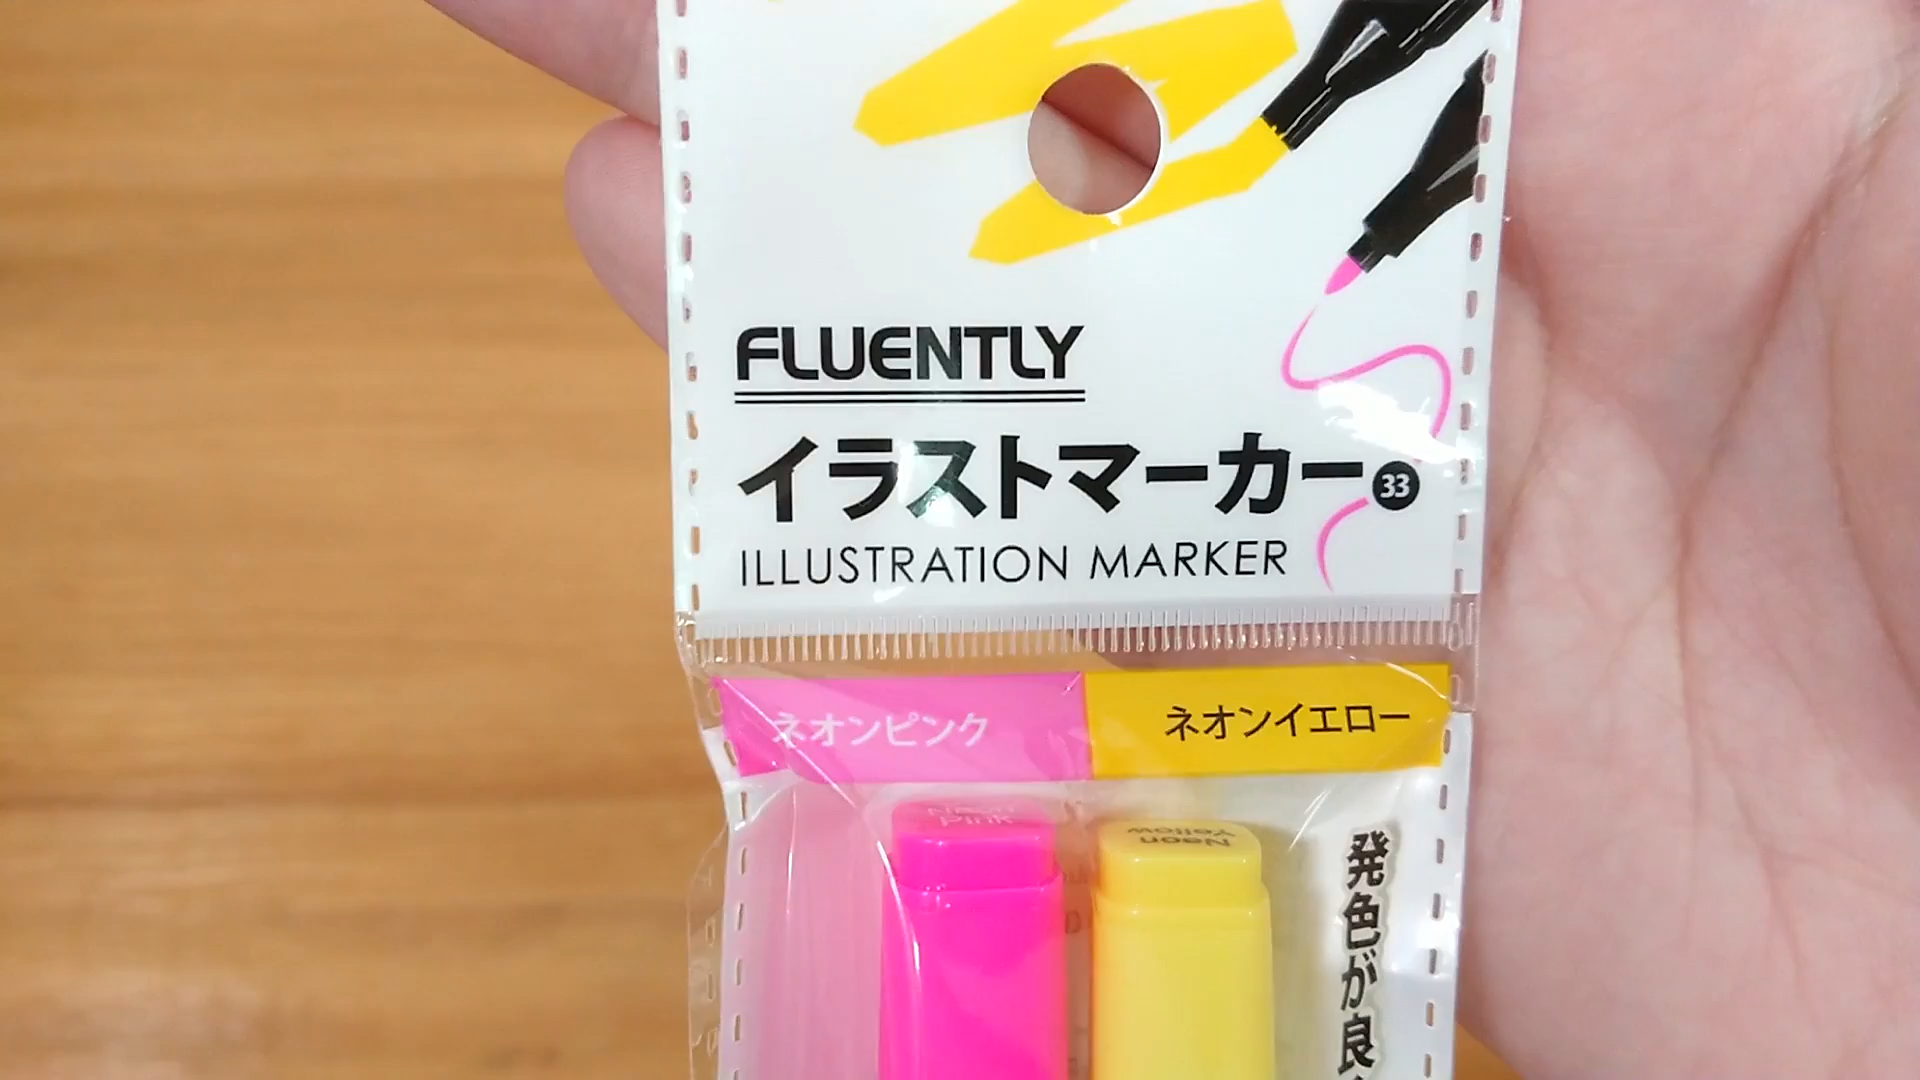 FLUENTLY
イラストマーカー 33
ILLUSTRATION MARKER
ネオンピンク
ネオンイエロー
Neon
Pink
Neon
Yellow
発色が良